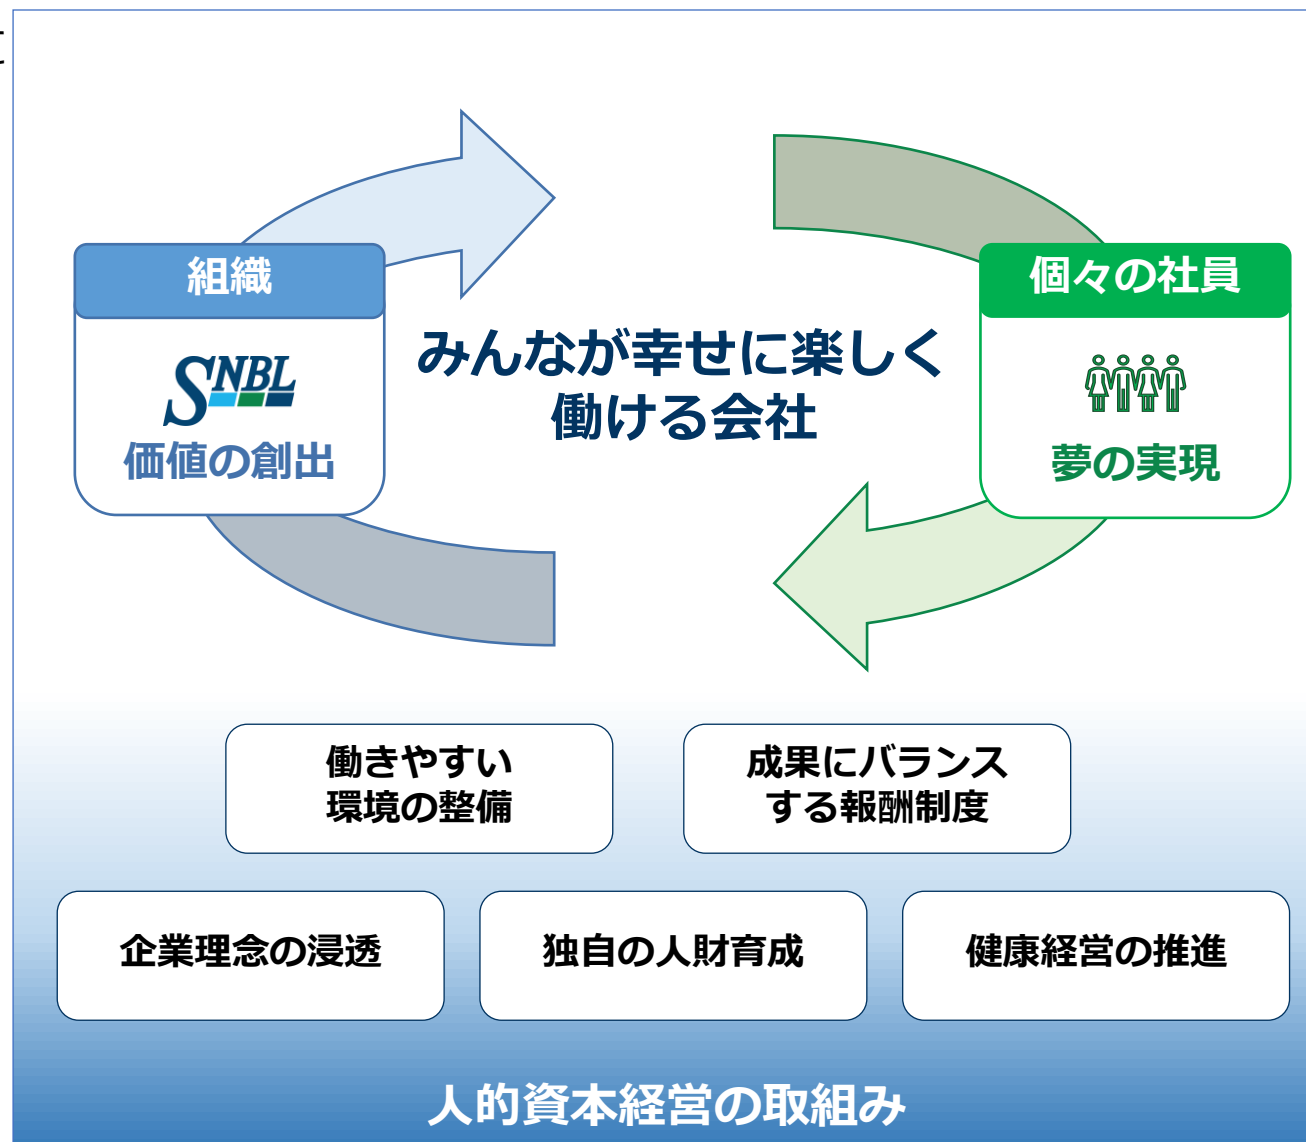 組織
個々の社員
SNBL
価値の創出
みんなが幸せに楽しく
働ける会社
夢の実現
働きやすい
環境の整備
成果にバランス
する報酬制度
企業理念の浸透
独自の人財育成
健康経営の推進
人的資本経営の取組み